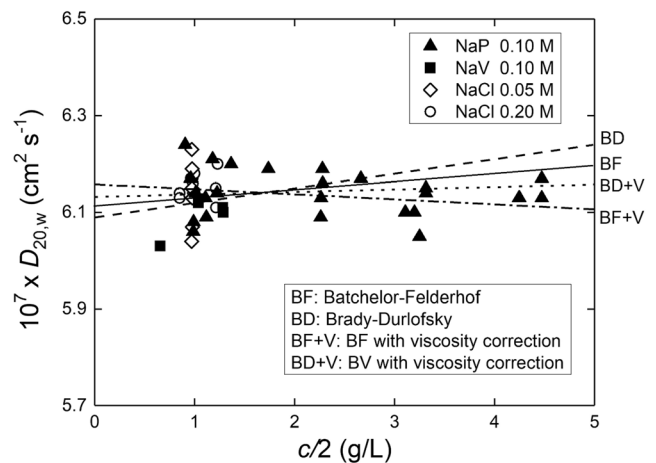 6.5
6.3
6.1
5.9
5.7
10⁷ x D₂₀,w (cm² s⁻¹)
NaP 0.10 M
NaV 0.10 M
NaCl 0.05 M
NaCl 0.20 M
BD
BF
BD+V
BF+V
BF: Batchelor-Felderhof
BD: Brady-Durlofsky
BF+V: BF with viscosity correction
BD+V: BV with viscosity correction
0 1 2 3 4 5
c/2 (g/L)